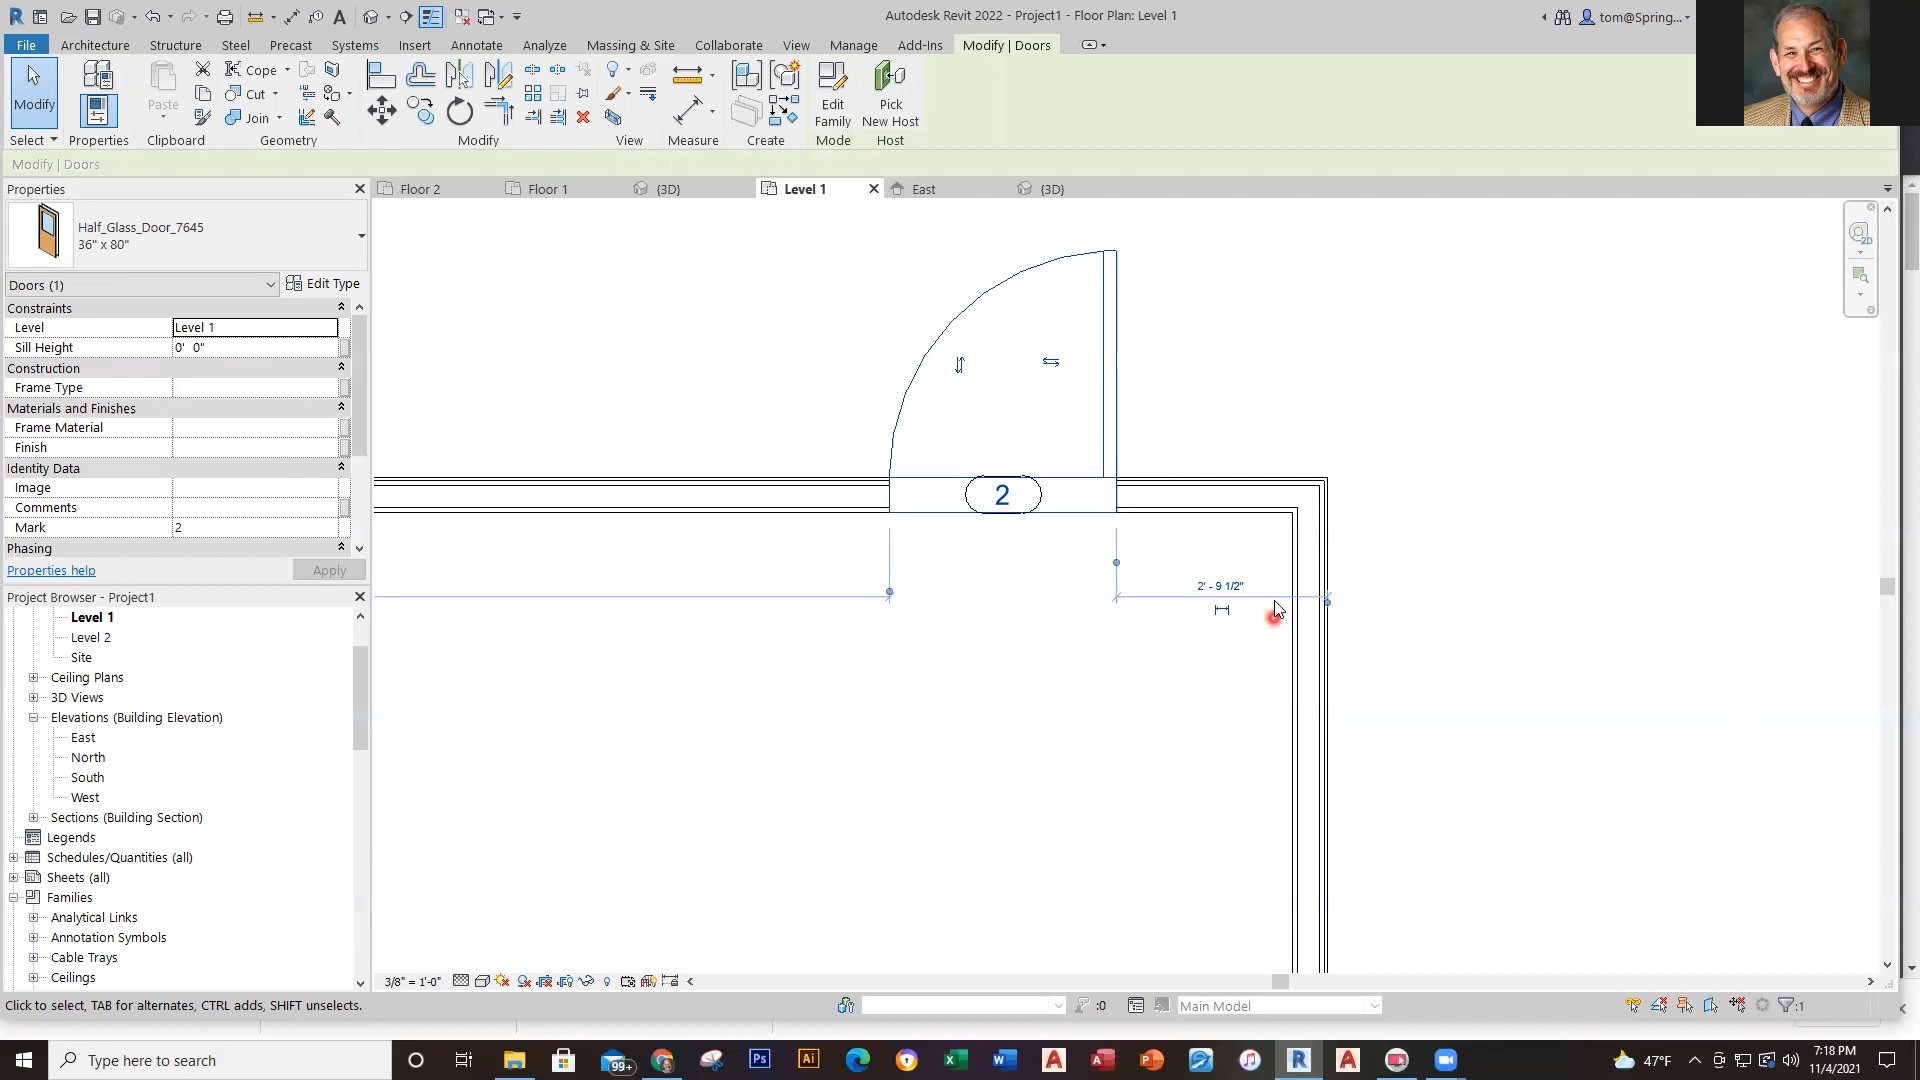 Autodesk Revit 2022 - Project1 - Floor Plan: Level 1
tom@Spring...
File
Architecture
Structure
Steel
Precast
Systems
Insert
Annotate
Analyze
Massing & Site
Collaborate
View
Manage
Add-Ins
Modify | Doors
Modify
Paste
Cope
Cut
Join
Edit
Family
Pick
New Host
Select
Properties
Clipboard
Geometry
Modify
View
Measure
Create
Mode
Host
Modify | Doors
Properties
Floor 2
Floor 1
{3D}
Level 1
East
{3D}
Half_Glass_Door_7645
36" x 80"
Doors (1)
Edit Type
Constraints
Level
Level 1
Sill Height
0' 0"
Construction
Frame Type
Materials and Finishes
Frame Material
Finish
Identity Data
Image
Comments
Mark
2
Phasing
Properties help
Apply
2D
2
2' - 9 1/2"
Project Browser - Project1
Level 1
Level 2
Site
Ceiling Plans
3D Views
Elevations (Building Elevation)
East
North
South
West
Sections (Building Section)
Legends
Schedules/Quantities (all)
Sheets (all)
Families
Analytical Links
Annotation Symbols
Cable Trays
Ceilings
3/8" = 1'-0"
Click to select, TAB for alternates, CTRL adds, SHIFT unselects.
:0
Main Model
:1
Type here to search
99+
Ps
Ai
47°F
7:18 PM
11/4/2021